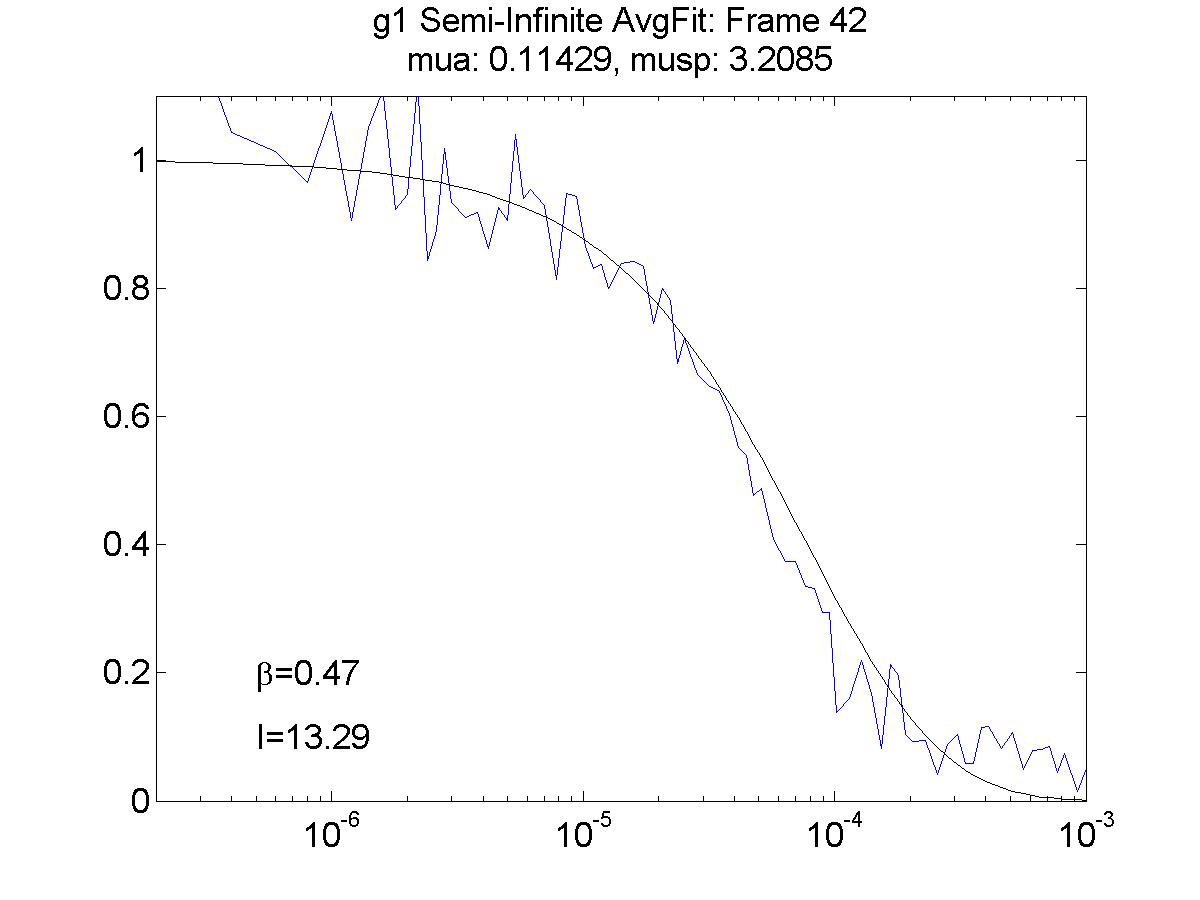 g1 Semi-Infinite AvgFit: Frame 42
mua: 0.11429, musp: 3.2085
1
0.8
0.6
0.4
0.2
0
β=0.47
I=13.29
10^-6
10^-5
10^-4
10^-3